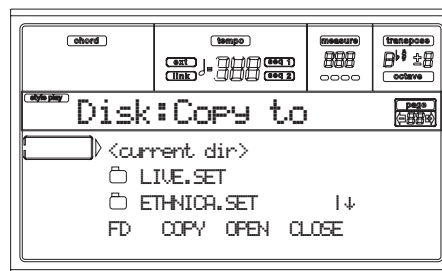 chord tempo measure transpose
ext link seq 1 seq 2
octave
style play Disk:Copy to page
<current dir>
LIVE.SET
ETHNICA.SET
FD COPY OPEN CLOSE